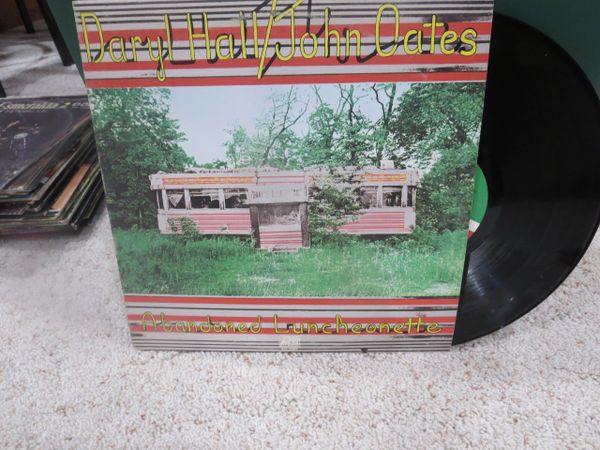 Daryl Hall/John Oates
Abandoned Luncheonette